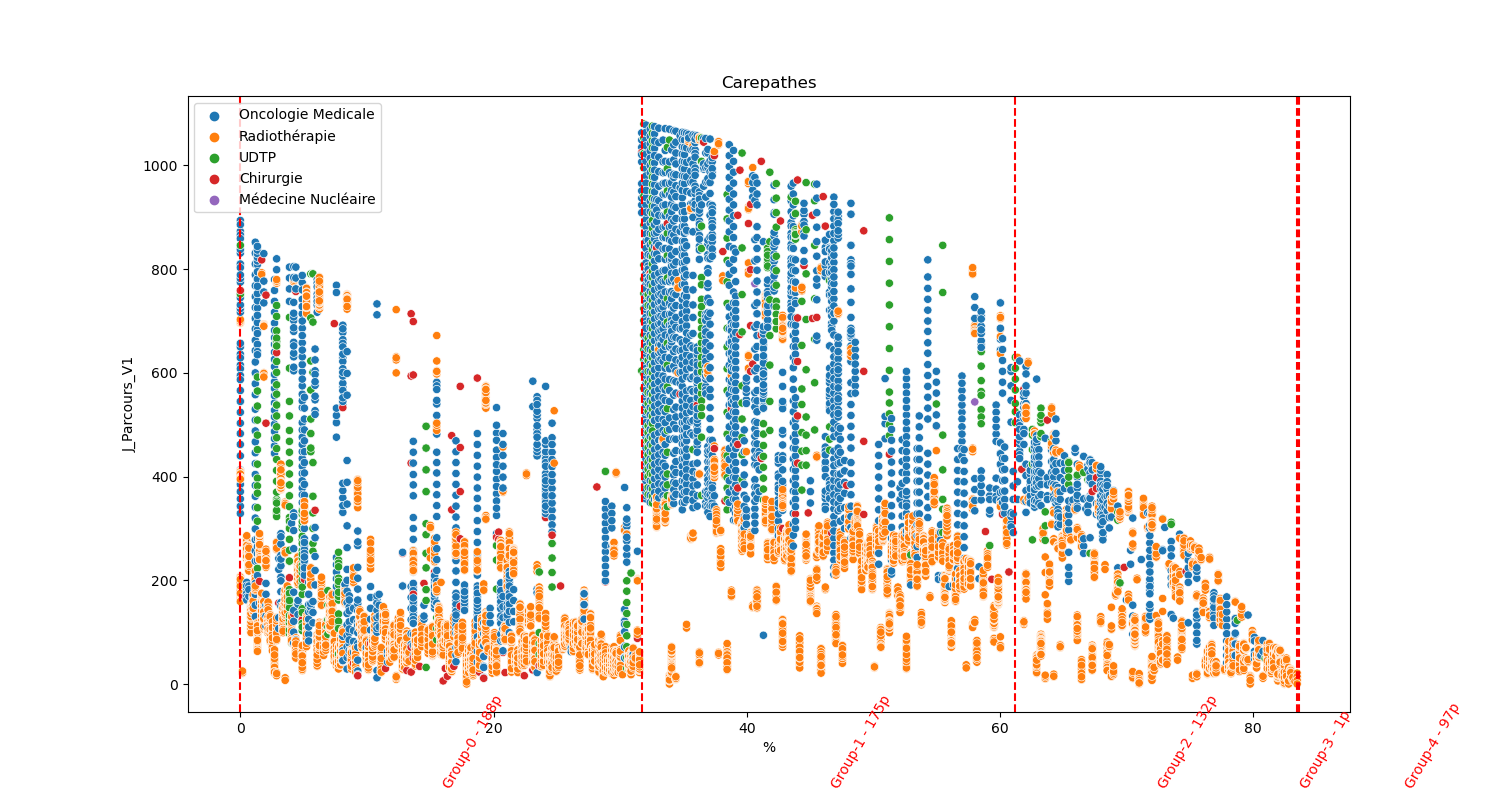 Carepathes
Oncologie Medicale
Radiothérapie
UDTP
Chirurgie
Médecine Nucléaire
J_Parcours_V1
1000
800
600
400
200
0
0
20
40
60
80
%
Group-0 - 188p
Group-1 - 175p
Group-2 - 132p
Group-3 - 1p
Group-4 - 97p